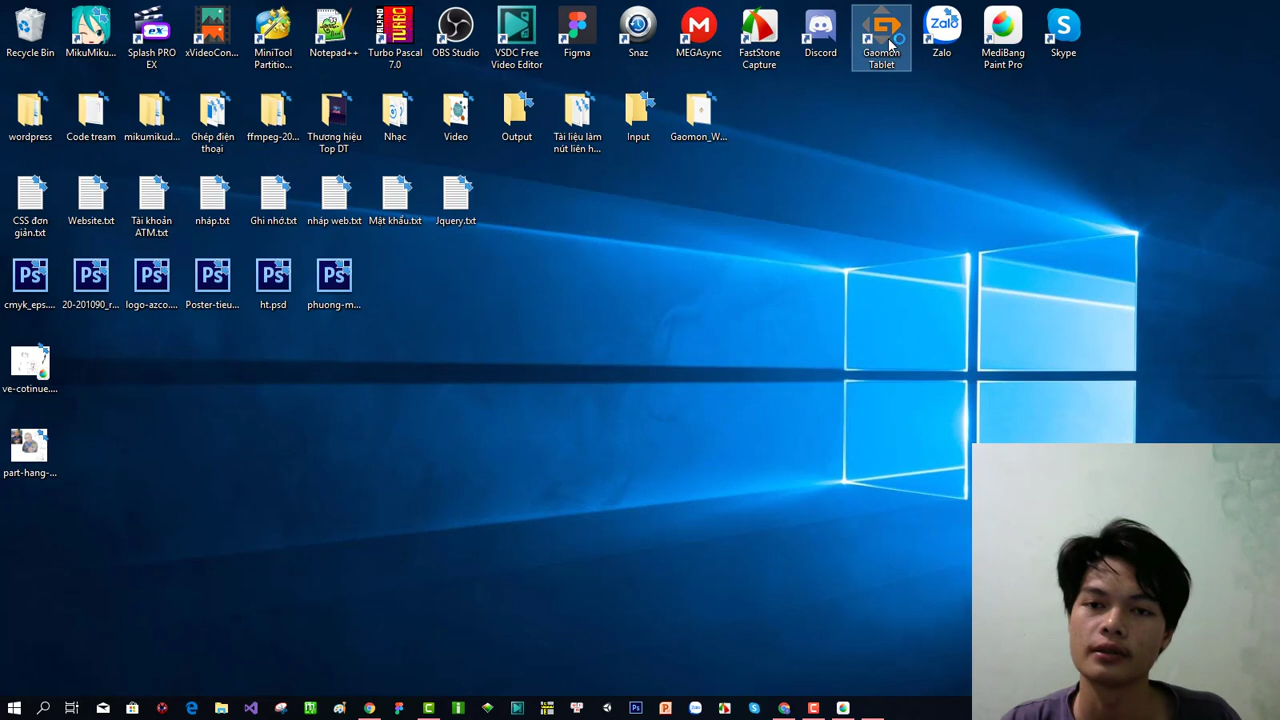 Recycle Bin
MikuMiku...
Splash PRO
EX
xVideoCon...
MiniTool
Partitio...
Notepad++
Turbo Pascal
7.0
OBS Studio
VSDC Free
Video Editor
Figma
Snaz
MEGAsync
FastStone
Capture
Discord
Gaomon
Tablet
Zalo
MediBang
Paint Pro
Skype
wordpress
Code tream
mikumikud...
Ghép điện
thoại
ffmpeg-20...
Thương hiệu
Top DT
Nhạc
Video
Output
Tài liệu làm
nút liên h...
Input
Gaomon_W...
CSS đơn
giản.txt
Website.txt
Tài khoản
ATM.txt
nháp.txt
Ghi nhớ.txt
nháp web.txt
Mật khẩu.txt
Jquery.txt
cmyk_eps....
20-201090_r...
logo-azco....
Poster-tieu...
ht.psd
phuong-m...
ve-cotinue....
part-hang-...